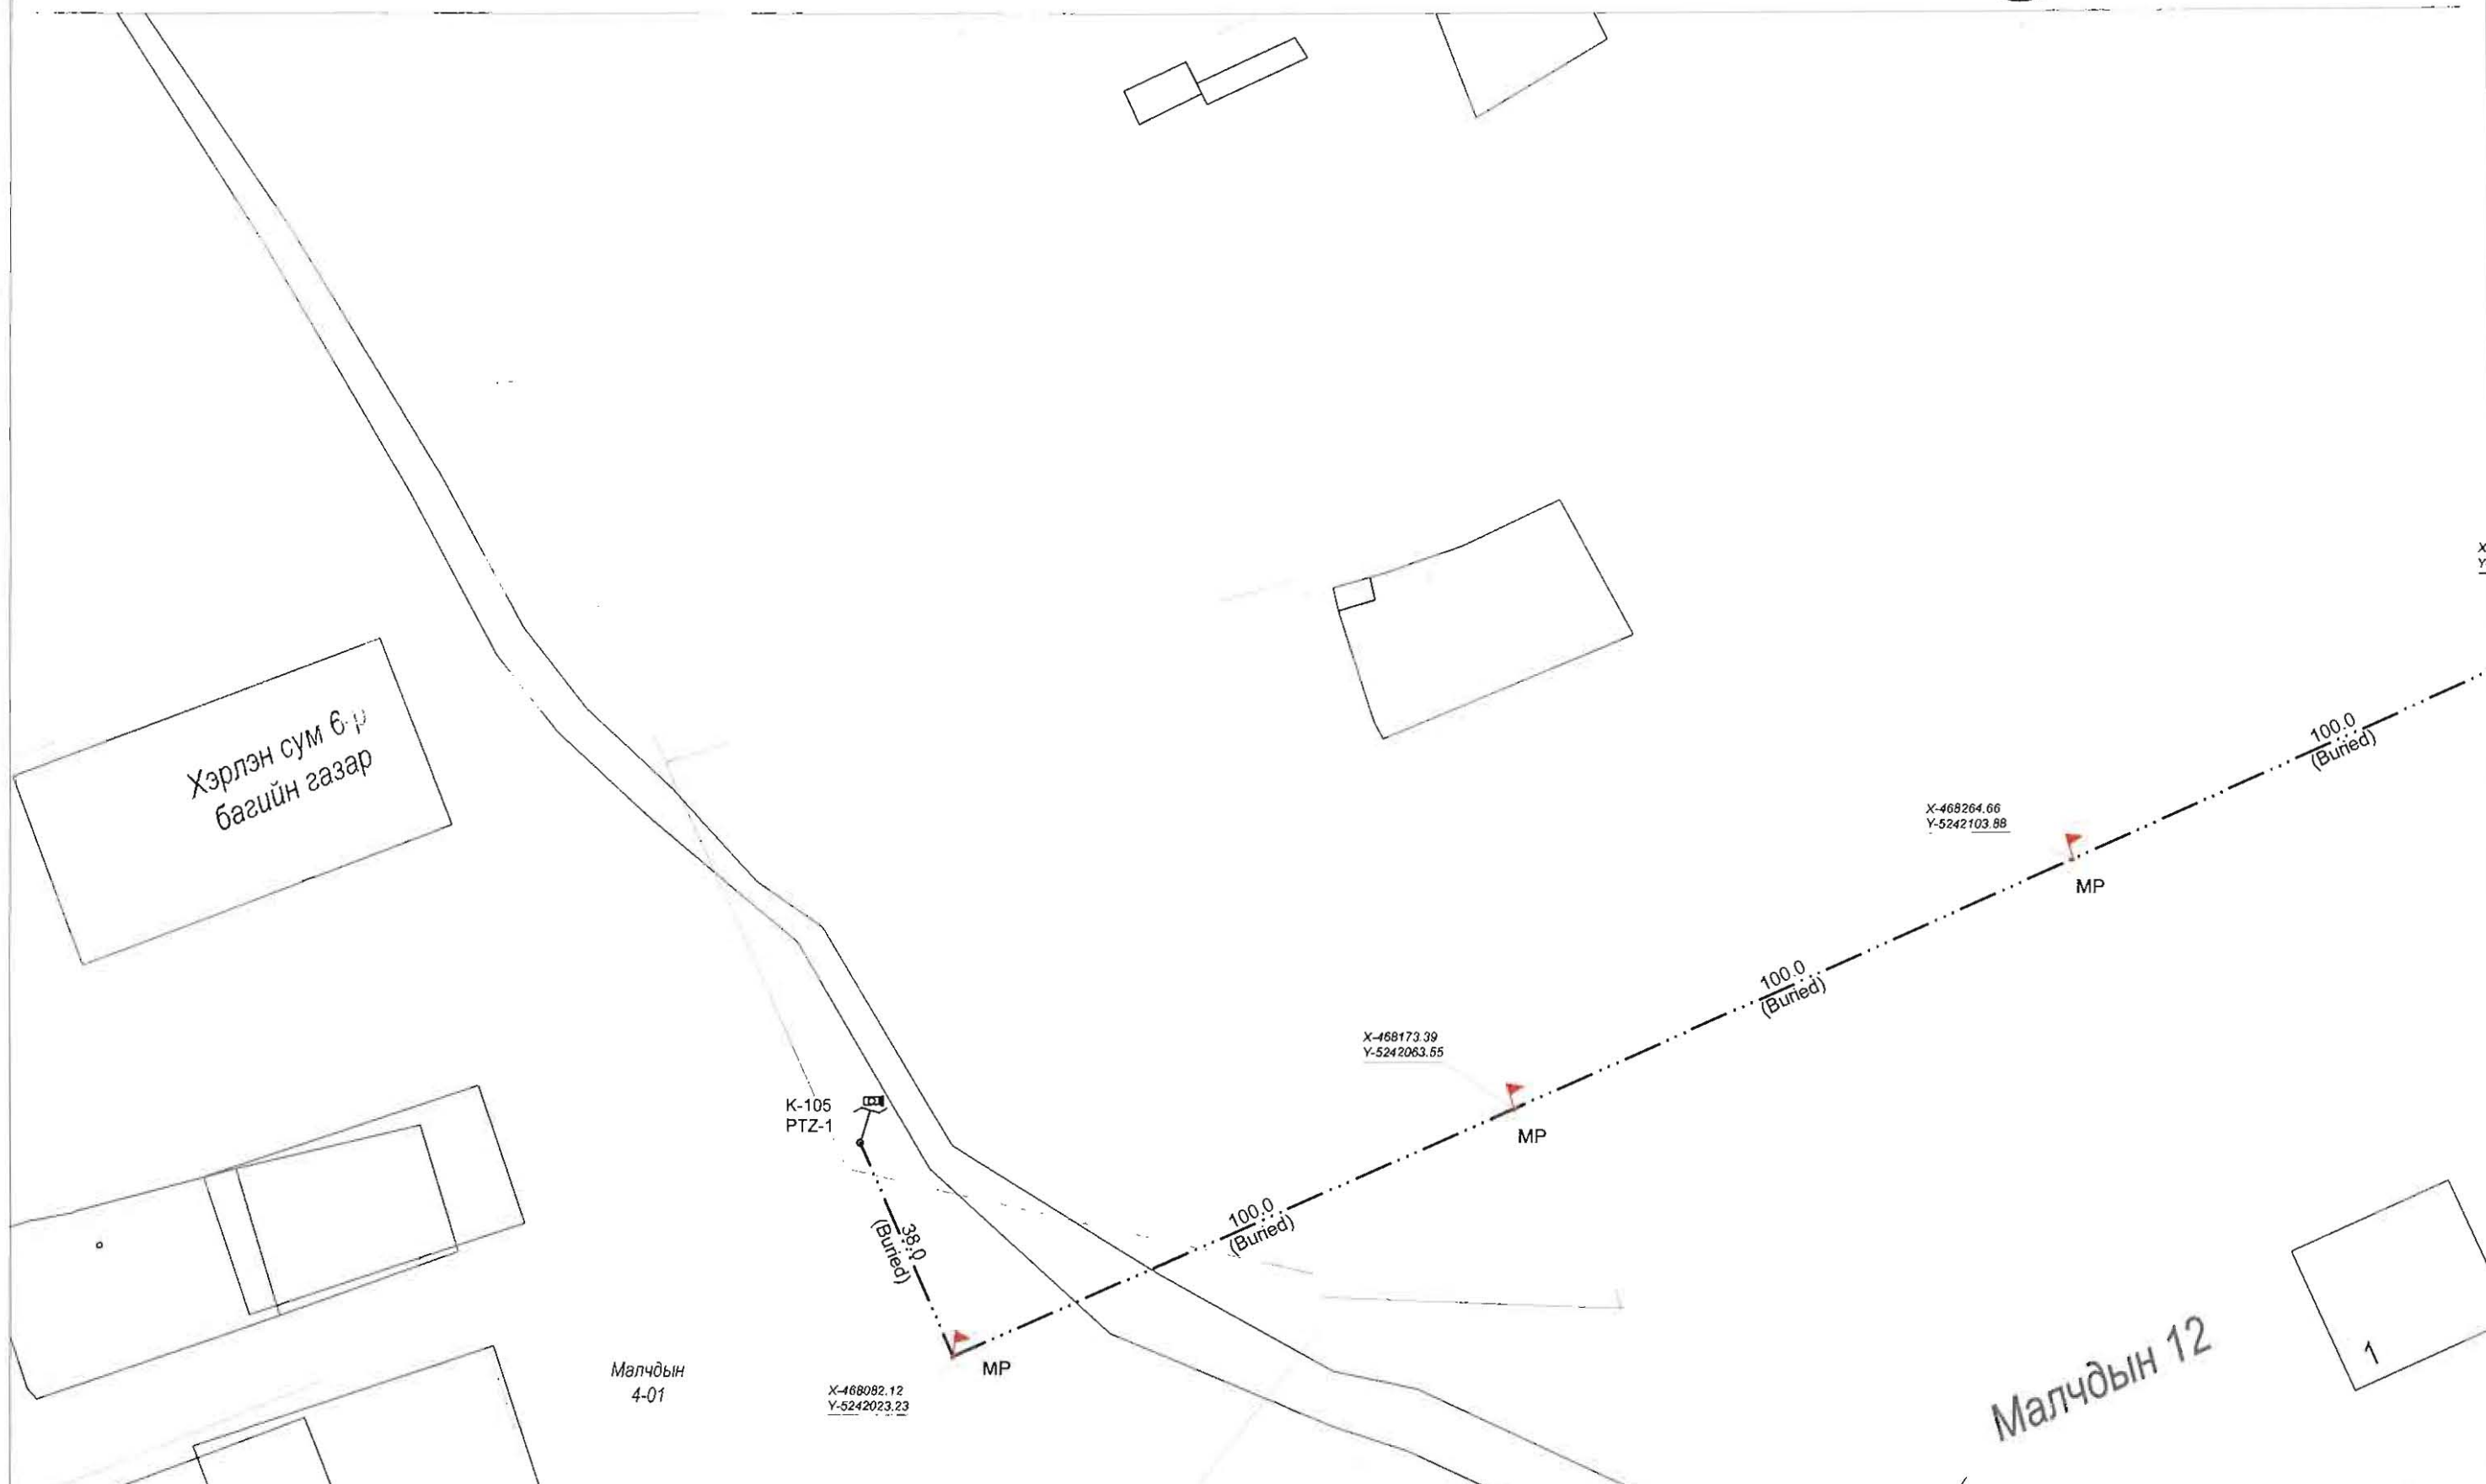 Хэрлэн сум 6-р
багийн газар
X
Y-
100.0
(Buried)
X-468264.66
Y-5242103.88
MP
100.0
(Buried)
X-468173.39
Y-5242063.55
MP
K-105
PTZ-1
100.0
(Buried)
38.0
(Buried)
MP
Малчдын
4-01
X-468082.12
Y-5242023.23
Малчдын 12
1